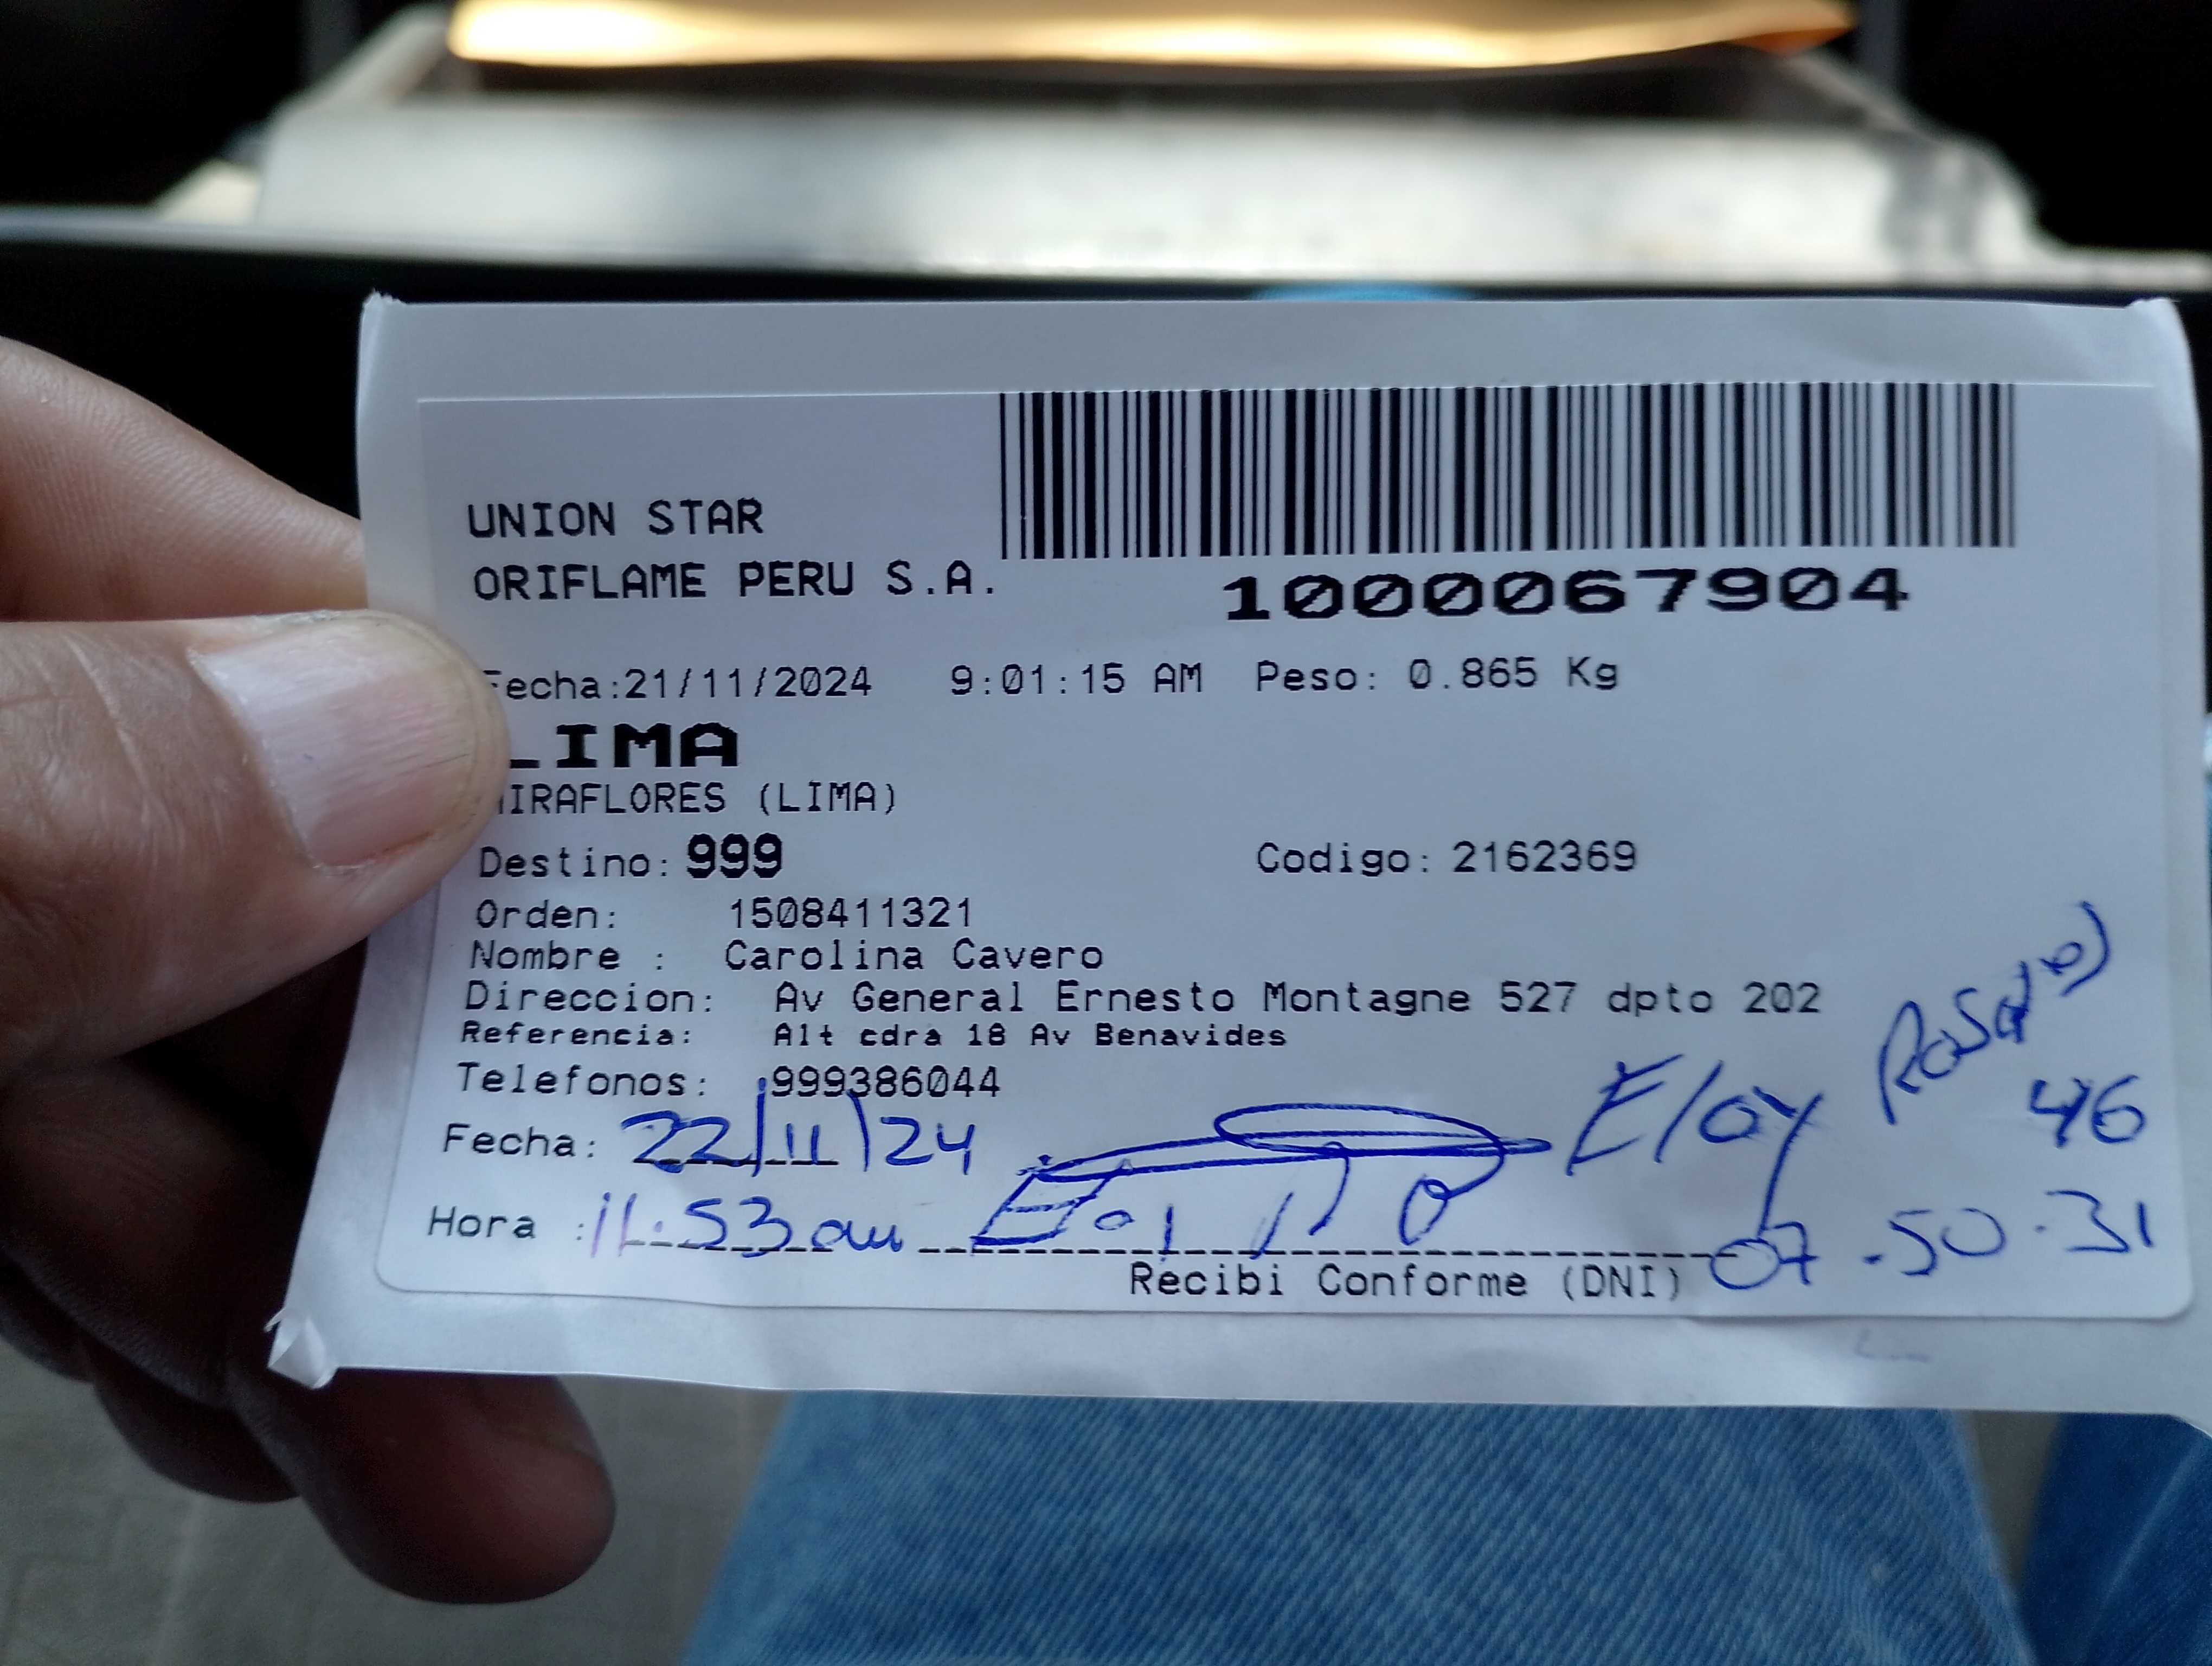 UNION STAR
ORIFLAME PERU S.A.
1000067904
Fecha:21/11/2024 9:01:15 AM Peso: 0.865 Kg
LIMA
MIRAFLORES (LIMA)
Destino: 999 Codigo: 2162369
Orden: 1508411321
Nombre : Carolina Cavero
Direccion: Av General Ernesto Montagne 527 dpto 202
Referencia: Alt cdra 18 Av Benavides
Telefonos: 999386044
Fecha: 22/11/24 Eloy 46
Hora : 11:53 am 07.50.31
Recibi Conforme (DNI)